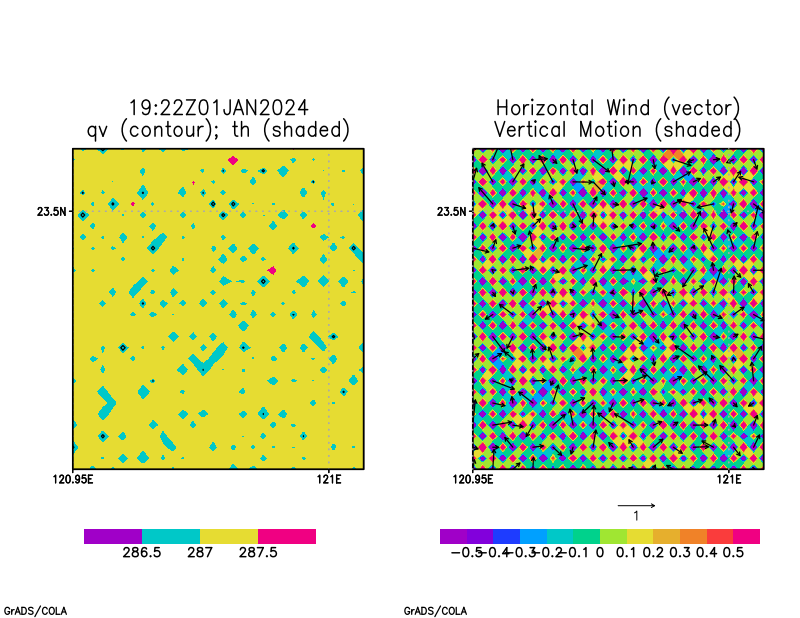 19:22Z01JAN2024
qv (contour); th (shaded)
23.5N
120.95E
121E
286.5
287
287.5
GrADS/COLA
Horizontal Wind (vector)
Vertical Motion (shaded)
23.5N
120.95E
121E
1
-0.5-0.4-0.3-0.2-0.1 0 0.1 0.2 0.3 0.4 0.5
GrADS/COLA